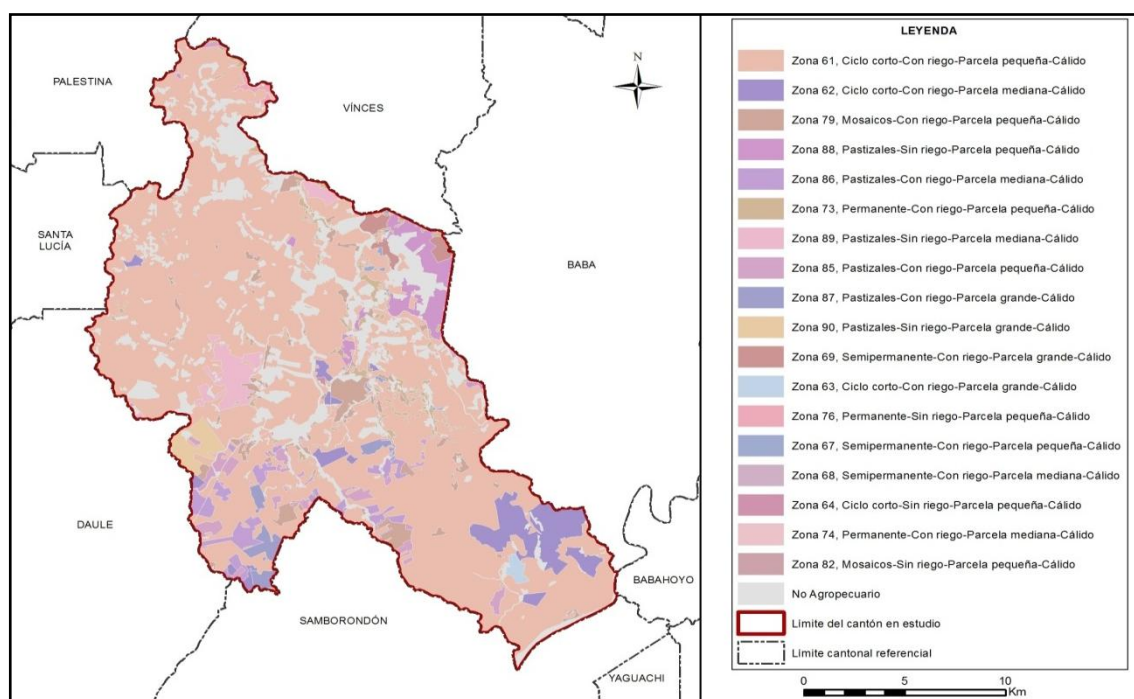 PALESTINA
VÍNCES
SANTA
LUCÍA
BABA
DAULE
SAMBORONDÓN
BABAHOYO
YAGUACHI
N
LEYENDA
Zona 61, Ciclo corto-Con riego-Parcela pequeña-Cálido
Zona 62, Ciclo corto-Con riego-Parcela mediana-Cálido
Zona 79, Mosaicos-Con riego-Parcela pequeña-Cálido
Zona 88, Pastizales-Sin riego-Parcela pequeña-Cálido
Zona 86, Pastizales-Con riego-Parcela mediana-Cálido
Zona 73, Permanente-Con riego-Parcela pequeña-Cálido
Zona 89, Pastizales-Sin riego-Parcela mediana-Cálido
Zona 85, Pastizales-Con riego-Parcela pequeña-Cálido
Zona 87, Pastizales-Con riego-Parcela grande-Cálido
Zona 90, Pastizales-Sin riego-Parcela grande-Cálido
Zona 69, Semipermanente-Con riego-Parcela grande-Cálido
Zona 63, Ciclo corto-Con riego-Parcela grande-Cálido
Zona 76, Permanente-Sin riego-Parcela pequeña-Cálido
Zona 67, Semipermanente-Con riego-Parcela pequeña-Cálido
Zona 68, Semipermanente-Con riego-Parcela mediana-Cálido
Zona 64, Ciclo corto-Sin riego-Parcela pequeña-Cálido
Zona 74, Permanente-Con riego-Parcela mediana-Cálido
Zona 82, Mosaicos-Sin riego-Parcela pequeña-Cálido
No Agropecuario
Límite del cantón en estudio
Límite cantonal referencial
0 5 10
Km